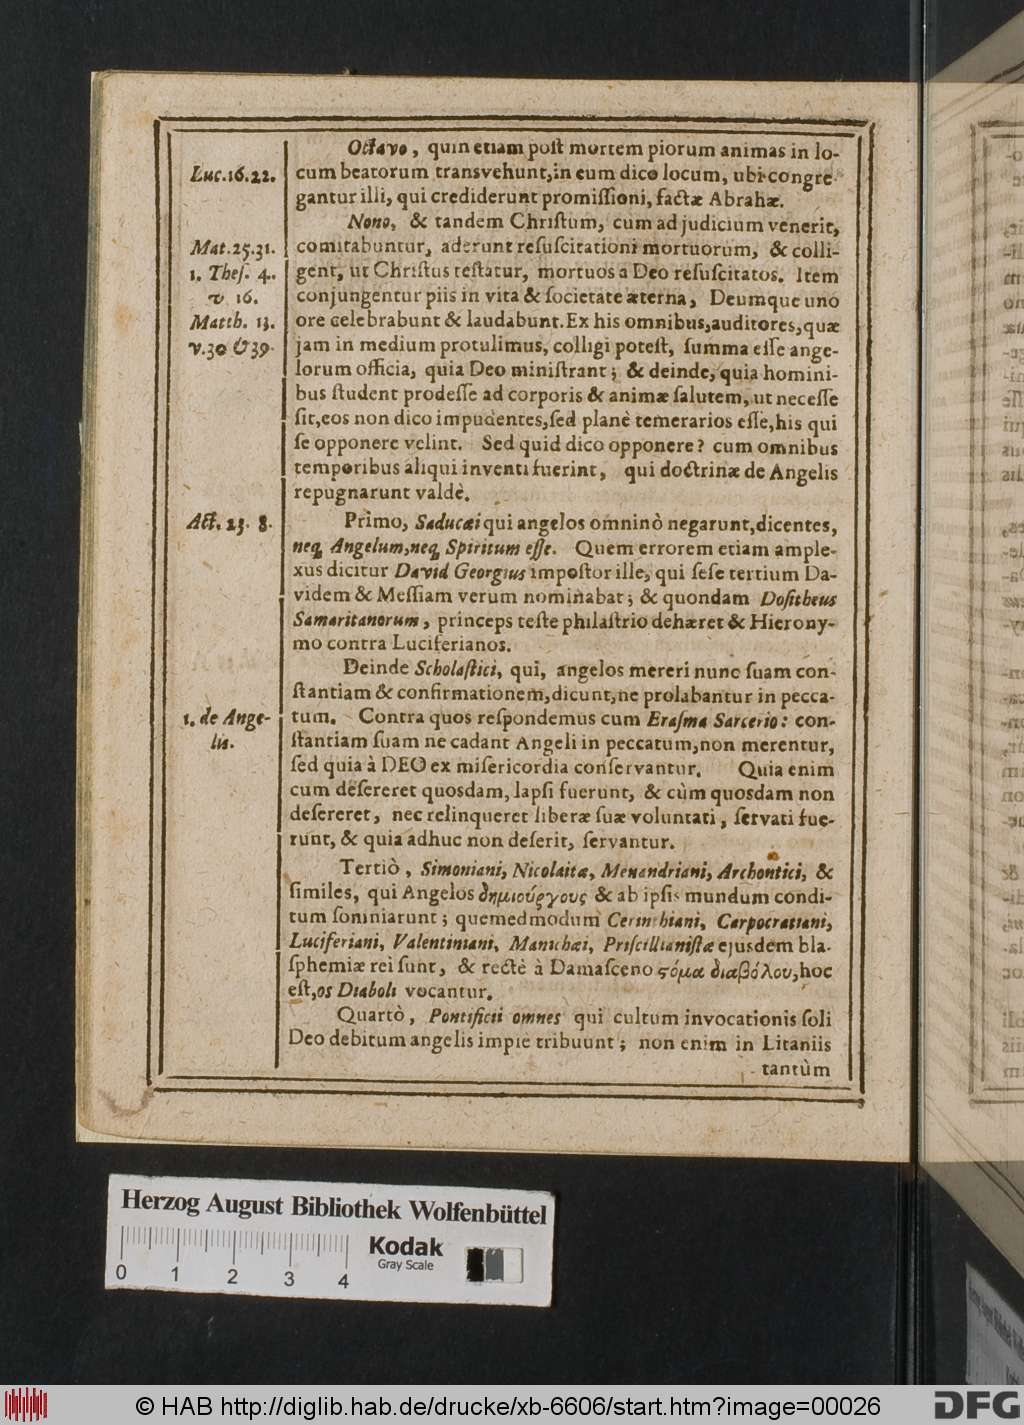 Octavo, quin etiam poſt mortem piorum animas in lo-
Luc.16.22. cum beatorum transvehunt,in eum dico locum, ubi congre-
gantur illi, qui crediderunt promiſſioni, factæ Abrahæ.
Nono, & tandem Chriſtum, cum ad judicium venerit,
Mat.25.31. comitabuntur, aderunt reſuſcitationi mortuorum, & colli-
1. Theſ. 4. gent, ut Chriſtus teſtatur, mortuos a Deo reſuſcitatos. Item
v. 16. conjungentur piis in vita & ſocietate æterna, Deumque uno
Matth. 13. ore celebrabunt & laudabunt. Ex his omnibus,auditores,quæ
v.30 & 39. jam in medium protulimus, colligi poteſt, ſumma eſſe ange-
lorum officia, quia Deo miniſtrant; & deinde, quia homini-
bus ſtudent prodeſſe ad corporis & animæ ſalutem, ut neceſſe
ſit,eos non dico impudentes,ſed planè temerarios eſſe,his qui
ſe opponere velint. Sed quid dico opponere? cum omnibus
temporibus aliqui inventi fuerint, qui doctrinæ de Angelis
repugnarunt valdè.
Act. 23. 8. Primo, Saducæi qui angelos omninò negarunt,dicentes,
neq; Angelum,neq; Spiritum eſſe. Quem errorem etiam ample-
xus dicitur David Georgius impoſtor ille, qui ſeſe tertium Da-
videm & Meſſiam verum nominabat; & quondam Doſitheus
Samaritanorum, princeps teſte philaſtrio dehæret & Hierony-
mo contra Luciferianos.
Deinde Scholaſtici, qui, angelos mereri nunc ſuam con-
ſtantiam & confirmationem,dicunt,ne prolabantur in pecca-
1. de Ange- tum. Contra quos reſpondemus cum Eraſmo Sarcerio: con-
lis. ſtantiam ſuam ne cadant Angeli in peccatum,non merentur,
ſed quia à DEO ex miſericordia conſervantur. Quia enim
cum deſereret quosdam, lapſi fuerunt, & cùm quosdam non
deſereret, nec relinqueret liberæ ſuæ voluntati, ſervati fue-
runt, & quia adhuc non deſerit, ſervantur.
Tertiò, Simoniani, Nicolaitæ, Menandriani, Archontici, &
ſimiles, qui Angelos δημιούργους & ab ipſis mundum condi-
tum ſomniarunt; quemedmodum Cerinthiani, Carpocratiani,
Luciferiani, Valentiniani, Manichæi, Priſcillianiſtæ ejusdem bla-
ſphemiæ rei ſunt, & rectè à Damaſceno ϛόμα διαβόλου,hoc
eſt,os Diaboli vocantur.
Quartò, Pontificii omnes qui cultum invocationis ſoli
Deo debitum angelis impie tribuunt; non enim in Litaniis
tantùm
Herzog August Bibliothek Wolfenbüttel
Kodak
Gray Scale
0 1 2 3 4
© HAB http://diglib.hab.de/drucke/xb-6606/start.htm?image=00026
DFG